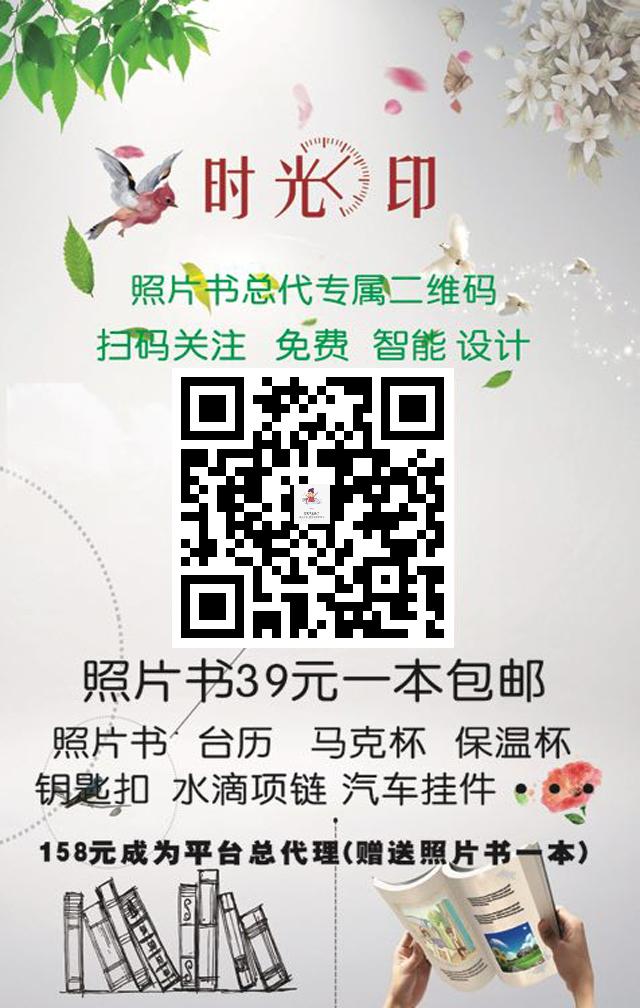 时光印
照片书总代专属二维码
扫码关注 免费 智能 设计
照片书39元一本包邮
照片书 台历 马克杯 保温杯
钥匙扣 水滴项链 汽车挂件
158元成为平台总代理(赠送照片书一本)